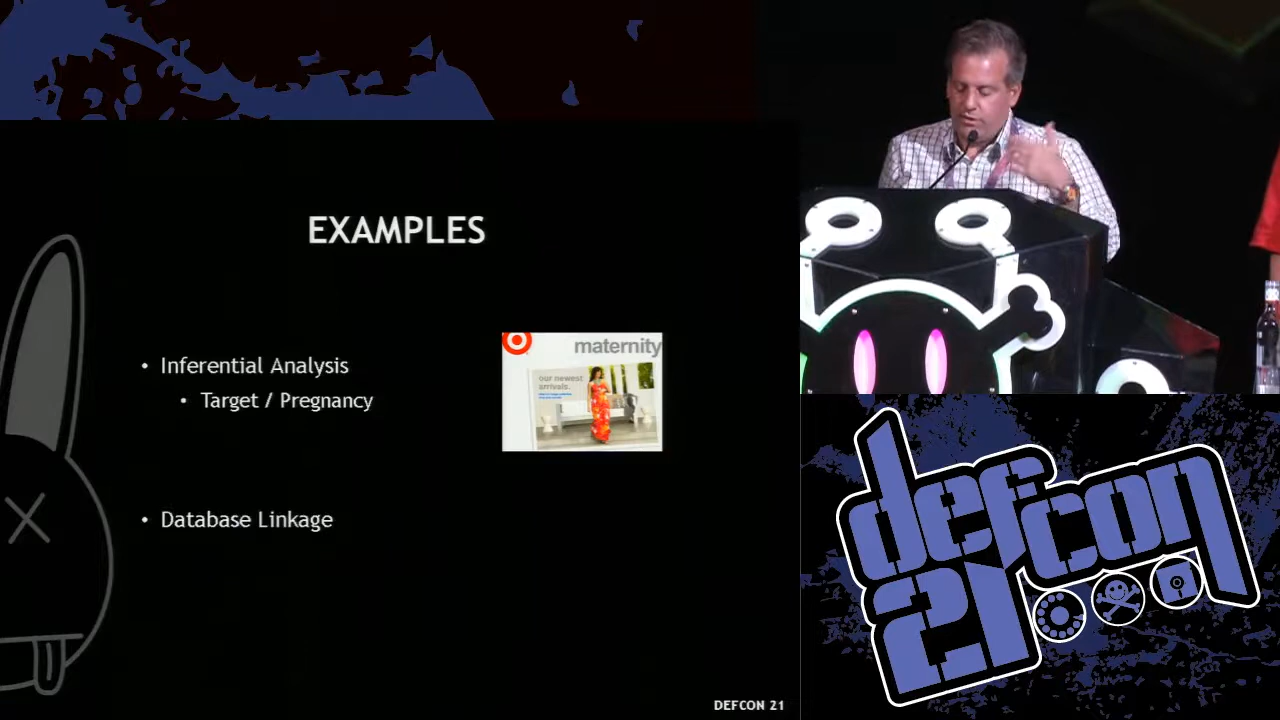 EXAMPLES
• Inferential Analysis
• Target / Pregnancy
maternity
our newest
arrivals.
• Database Linkage
DEFCON 21
defcon
21